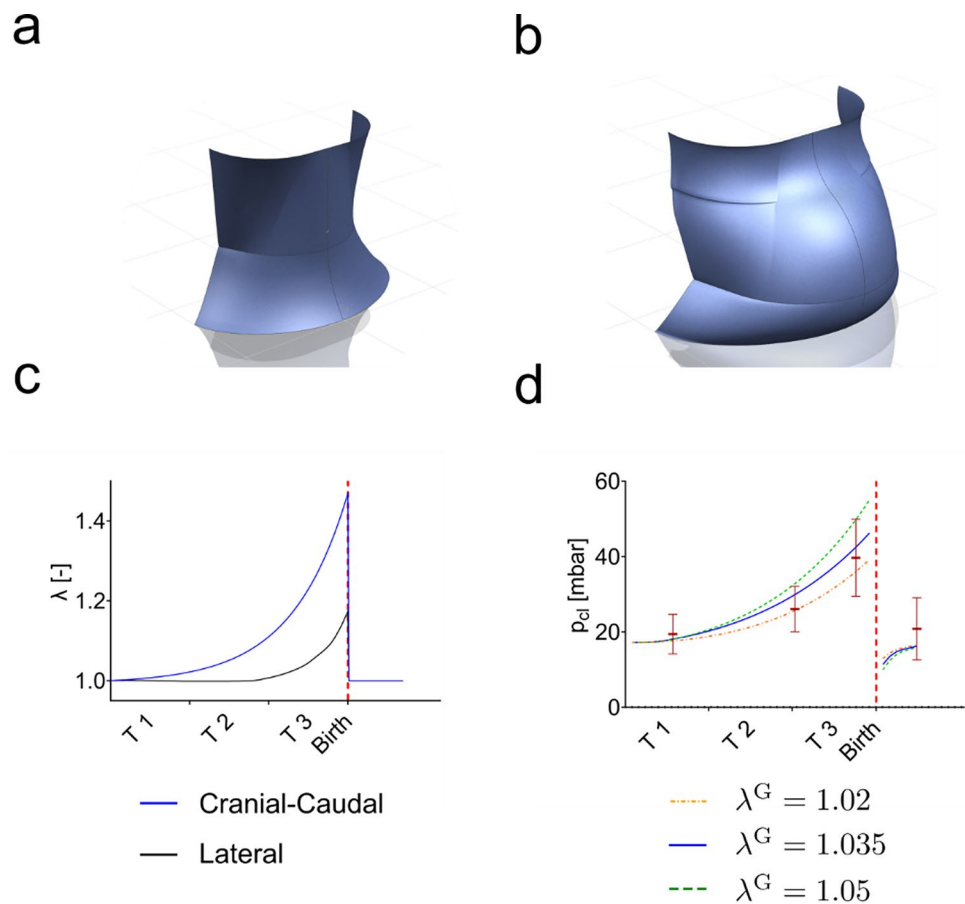 a
b
c
d
λ [-]
1.4
1.2
1.0
T 1
T 2
T 3
Birth
Cranial-Caudal
Lateral
p_cl [mbar]
60
40
20
0
T 1
T 2
T 3
Birth
λ^G = 1.02
λ^G = 1.035
λ^G = 1.05